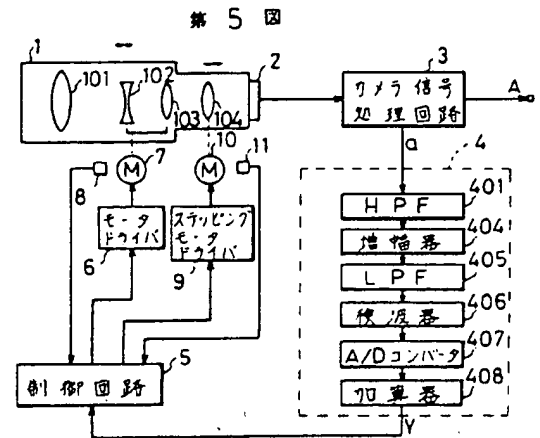 第 5 図
1
2
3
101
102
103
104
カメラ信号
処理回路
A
a
4
7
8
10
11
M
M
モータ
ドライバ
6
ステッピング
モータ
ドライバ
9
HPF
401
増幅器
404
LPF
405
検波器
406
A/Dコンバータ
407
加算器
408
制御回路
5
Y